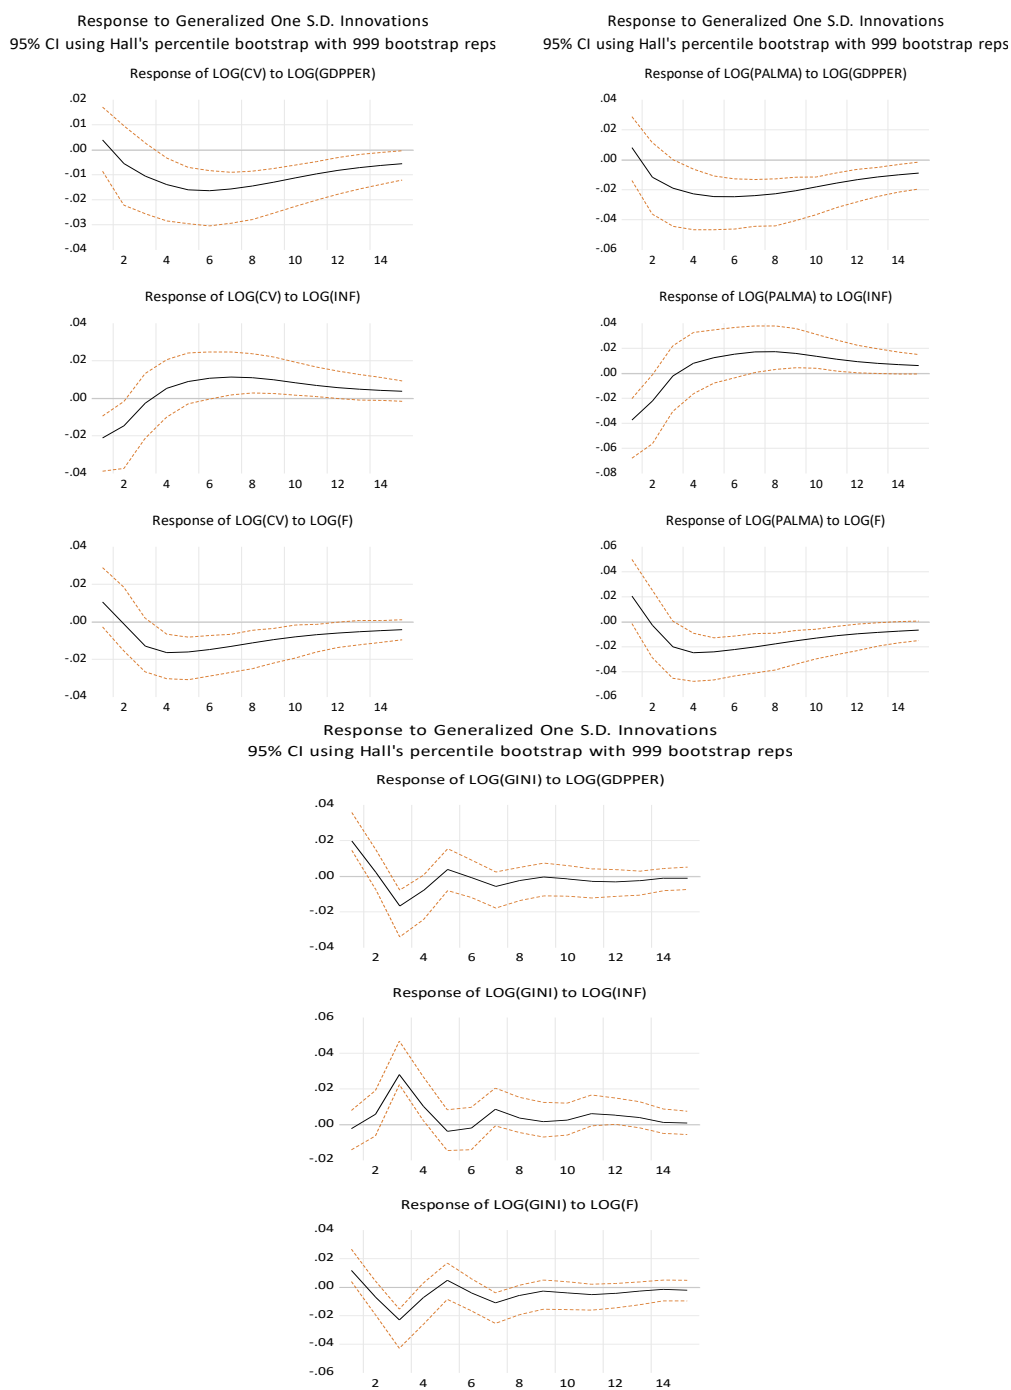 Response to Generalized One S.D. Innovations
95% CI using Hall's percentile bootstrap with 999 bootstrap reps
Response of LOG(CV) to LOG(GDPPER)
.02
.01
.00
-.01
-.02
-.03
-.04
2 4 6 8 10 12 14
Response of LOG(CV) to LOG(INF)
.04
.02
.00
-.02
-.04
2 4 6 8 10 12 14
Response of LOG(CV) to LOG(F)
.04
.02
.00
-.02
-.04
2 4 6 8 10 12 14
Response to Generalized One S.D. Innovations
95% CI using Hall's percentile bootstrap with 999 bootstrap reps
Response of LOG(PALMA) to LOG(GDPPER)
.04
.02
.00
-.02
-.04
-.06
2 4 6 8 10 12 14
Response of LOG(PALMA) to LOG(INF)
.04
.02
.00
-.02
-.04
-.06
-.08
2 4 6 8 10 12 14
Response of LOG(PALMA) to LOG(F)
.06
.04
.02
.00
-.02
-.04
-.06
2 4 6 8 10 12 14
Response to Generalized One S.D. Innovations
95% CI using Hall's percentile bootstrap with 999 bootstrap reps
Response of LOG(GINI) to LOG(GDPPER)
.04
.02
.00
-.02
-.04
2 4 6 8 10 12 14
Response of LOG(GINI) to LOG(INF)
.06
.04
.02
.00
-.02
2 4 6 8 10 12 14
Response of LOG(GINI) to LOG(F)
.04
.02
.00
-.02
-.04
-.06
2 4 6 8 10 12 14